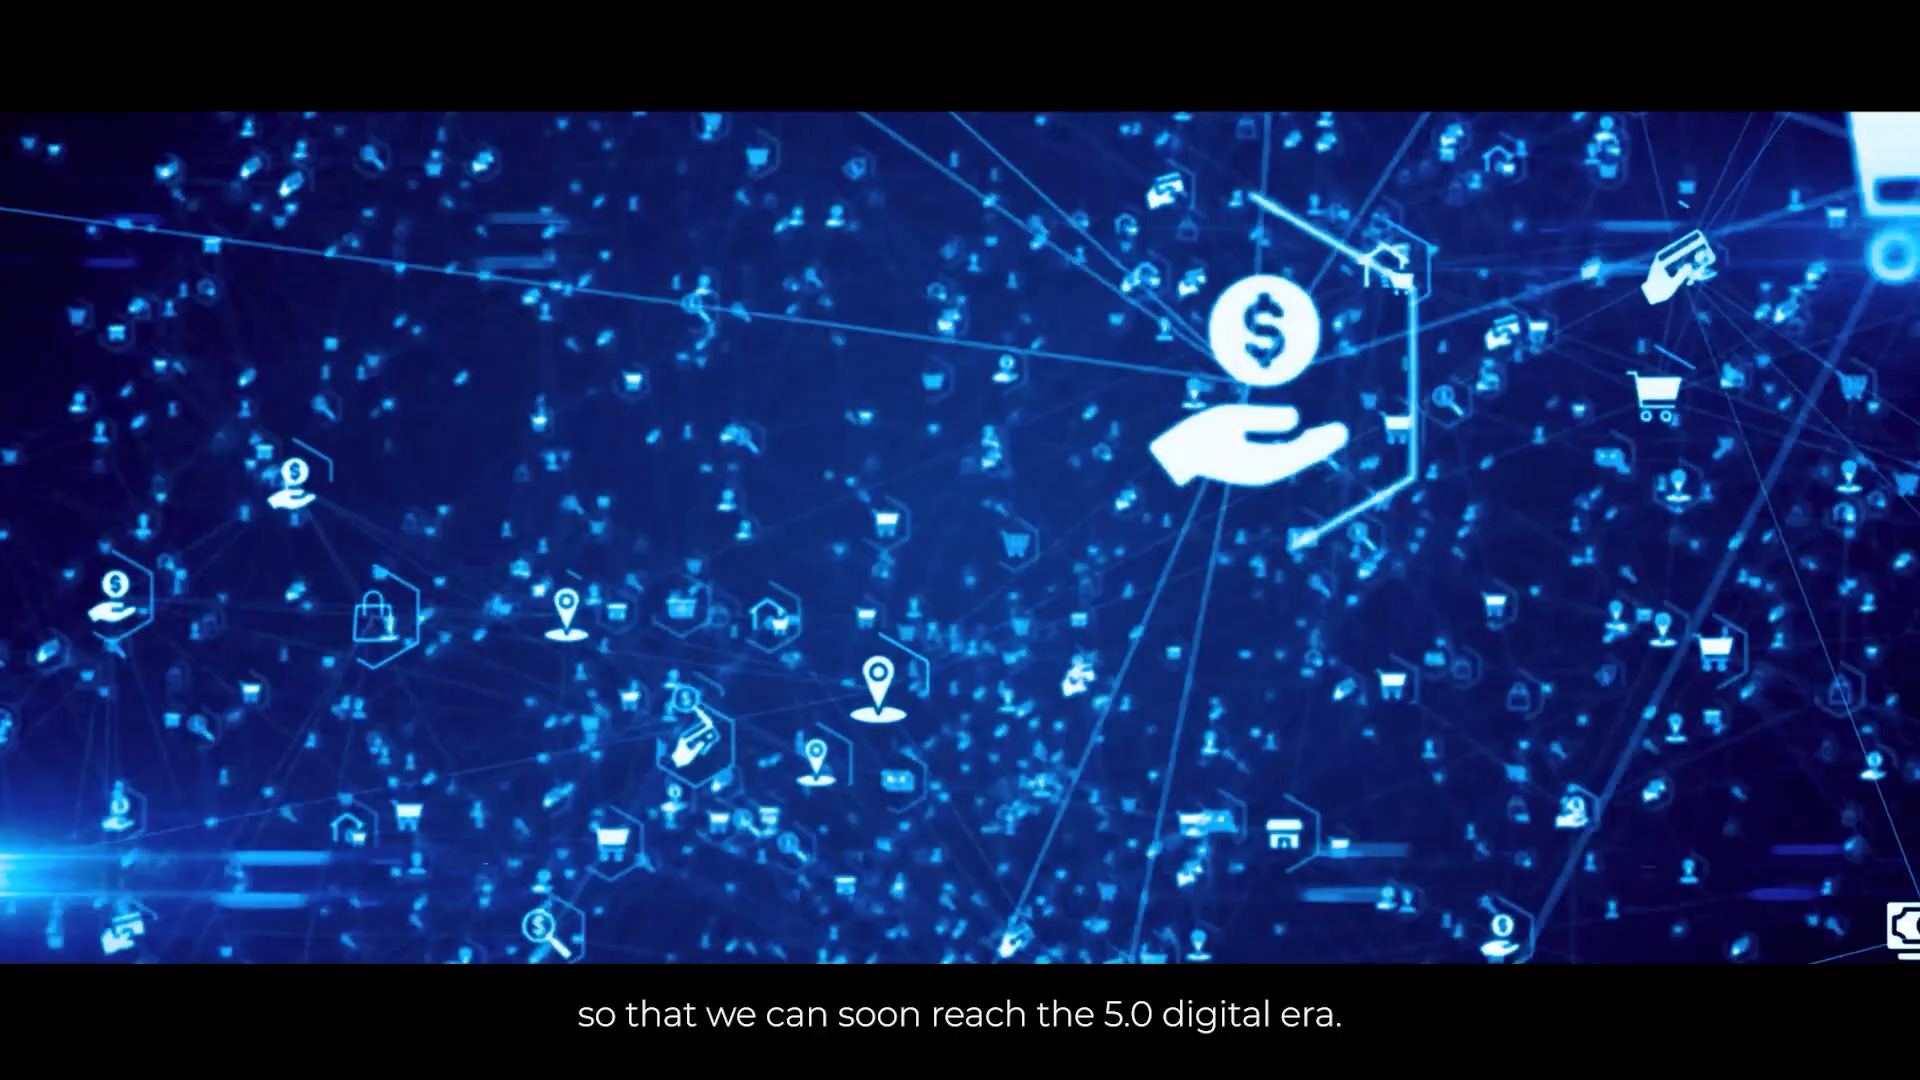 $
$
$
$
so that we can soon reach the 5.0 digital era.